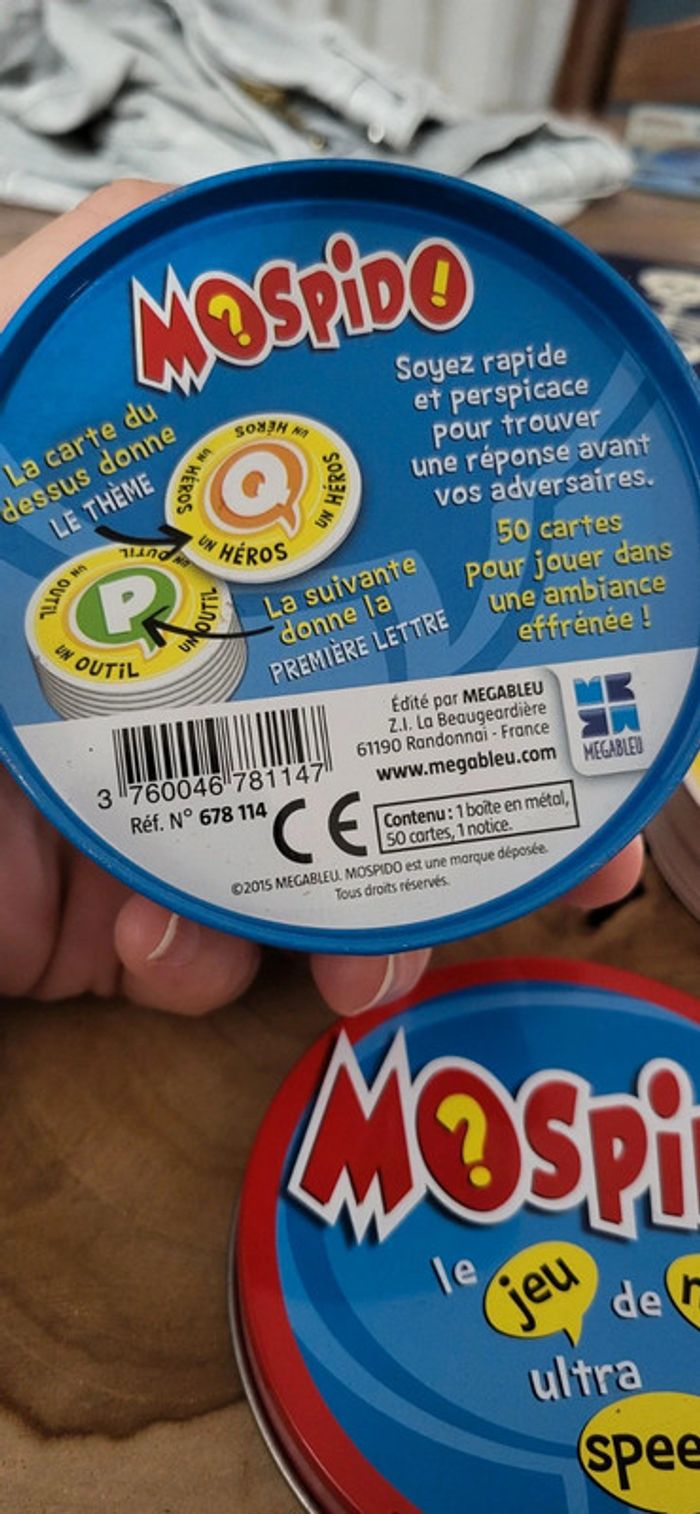 MOSPIDO
Soyez rapide
et perspicace
pour trouver
une réponse avant
vos adversaires.
50 cartes
pour jouer dans
une ambiance
effrénée !
La carte du
dessus donne
LE THÈME
Q
UN HÉROS
UN HÉROS
UN HÉROS
UN HÉROS
P
UN OUTIL
UN OUTIL
UN OUTIL
UN OUTIL
La suivante
donne la
PREMIÈRE LETTRE
3 760046 781147
Réf. N° 678 114
CE
Édité par MEGABLEU
Z.I. La Beaugeardière
61190 Randonnai - France
www.megableu.com
MEGABLEU
Contenu : 1 boîte en métal,
50 cartes, 1 notice.
©2015 MEGABLEU. MOSPIDO est une marque déposée.
Tous droits réservés.
MOSPI
le jeu de
ultra
spee